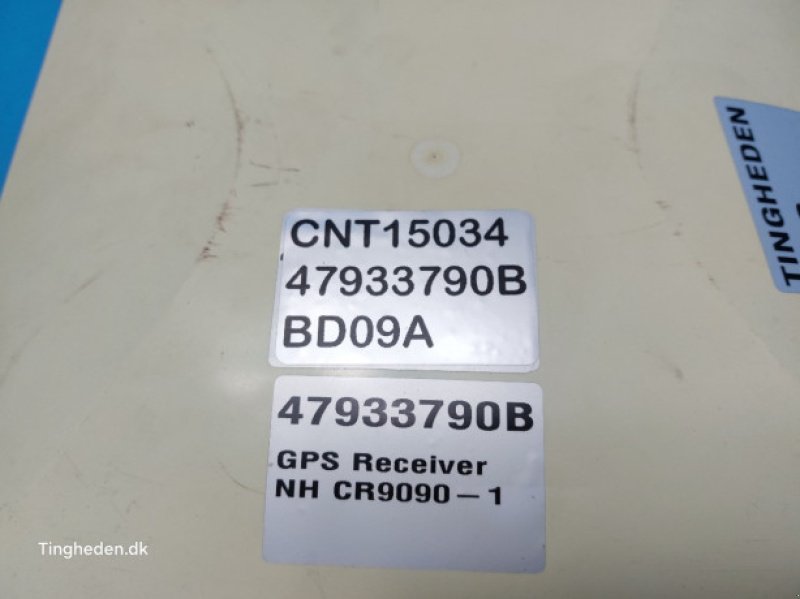 CNT15034
47933790B
BD09A
47933790B
GPS Receiver
NH CR9090-1
TINGHEDEN
Tingheden.dk